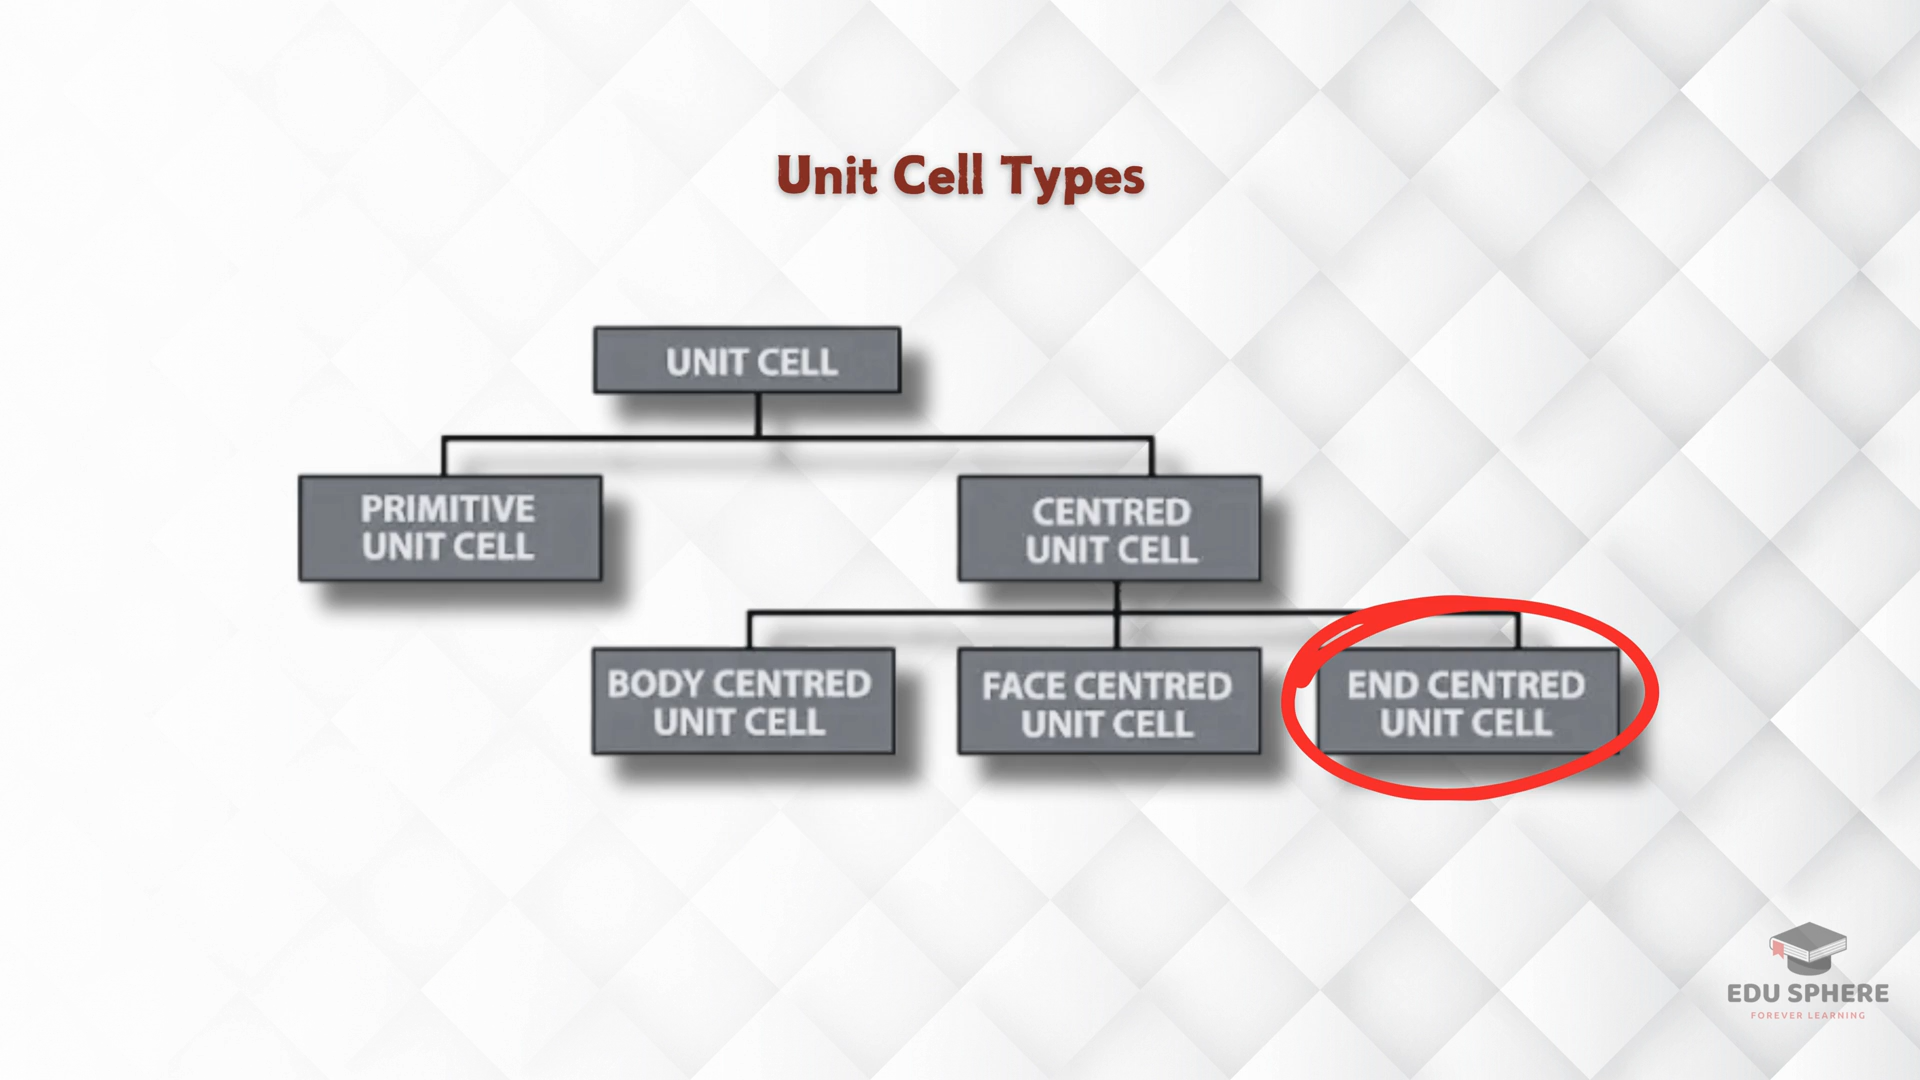 Unit Cell Types
UNIT CELL
PRIMITIVE
UNIT CELL
CENTRED
UNIT CELL
BODY CENTRED
UNIT CELL
FACE CENTRED
UNIT CELL
END CENTRED
UNIT CELL
EDU SPHERE
FOREVER LEARNING